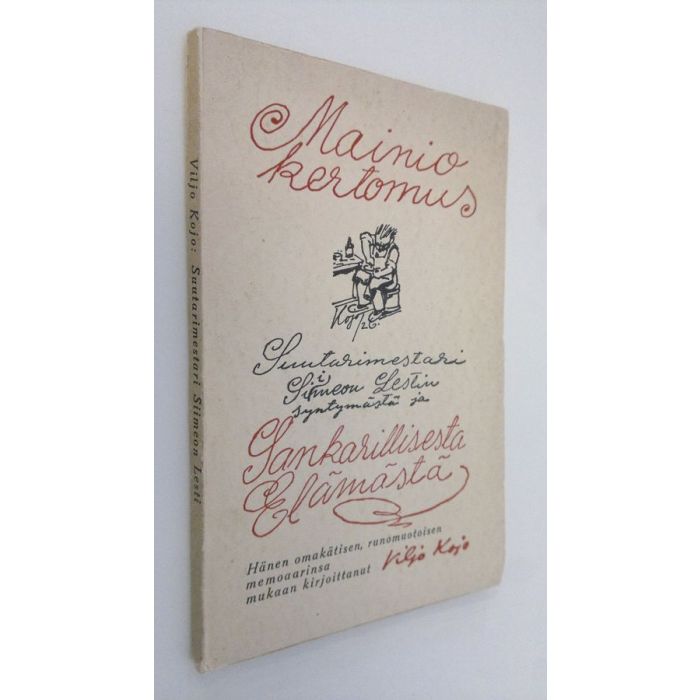 Mainio
kertomus
Kojo/26.
Suutarimestari
Siimeon Lestin
syntymästä ja
Sankarillisesta
Elämästä
Hänen omakätisen, runomuotoisen
memoaarinsa
mukaan kirjoittanut Viljo Kojo
Viljo Kojo: Suutarimestari Siimeon Lesti